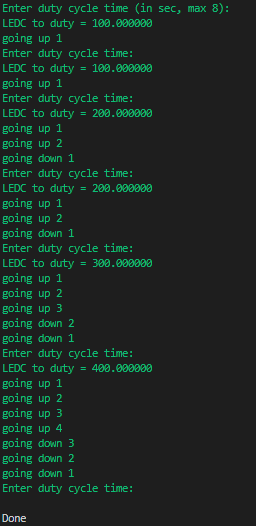 Enter duty cycle time (in sec, max 8):
LEDC to duty = 100.000000
going up 1
Enter duty cycle time:
LEDC to duty = 100.000000
going up 1
Enter duty cycle time:
LEDC to duty = 200.000000
going up 1
going up 2
going down 1
Enter duty cycle time:
LEDC to duty = 200.000000
going up 1
going up 2
going down 1
Enter duty cycle time:
LEDC to duty = 300.000000
going up 1
going up 2
going up 3
going down 2
going down 1
Enter duty cycle time:
LEDC to duty = 400.000000
going up 1
going up 2
going up 3
going up 4
going down 3
going down 2
going down 1
Enter duty cycle time:
Done